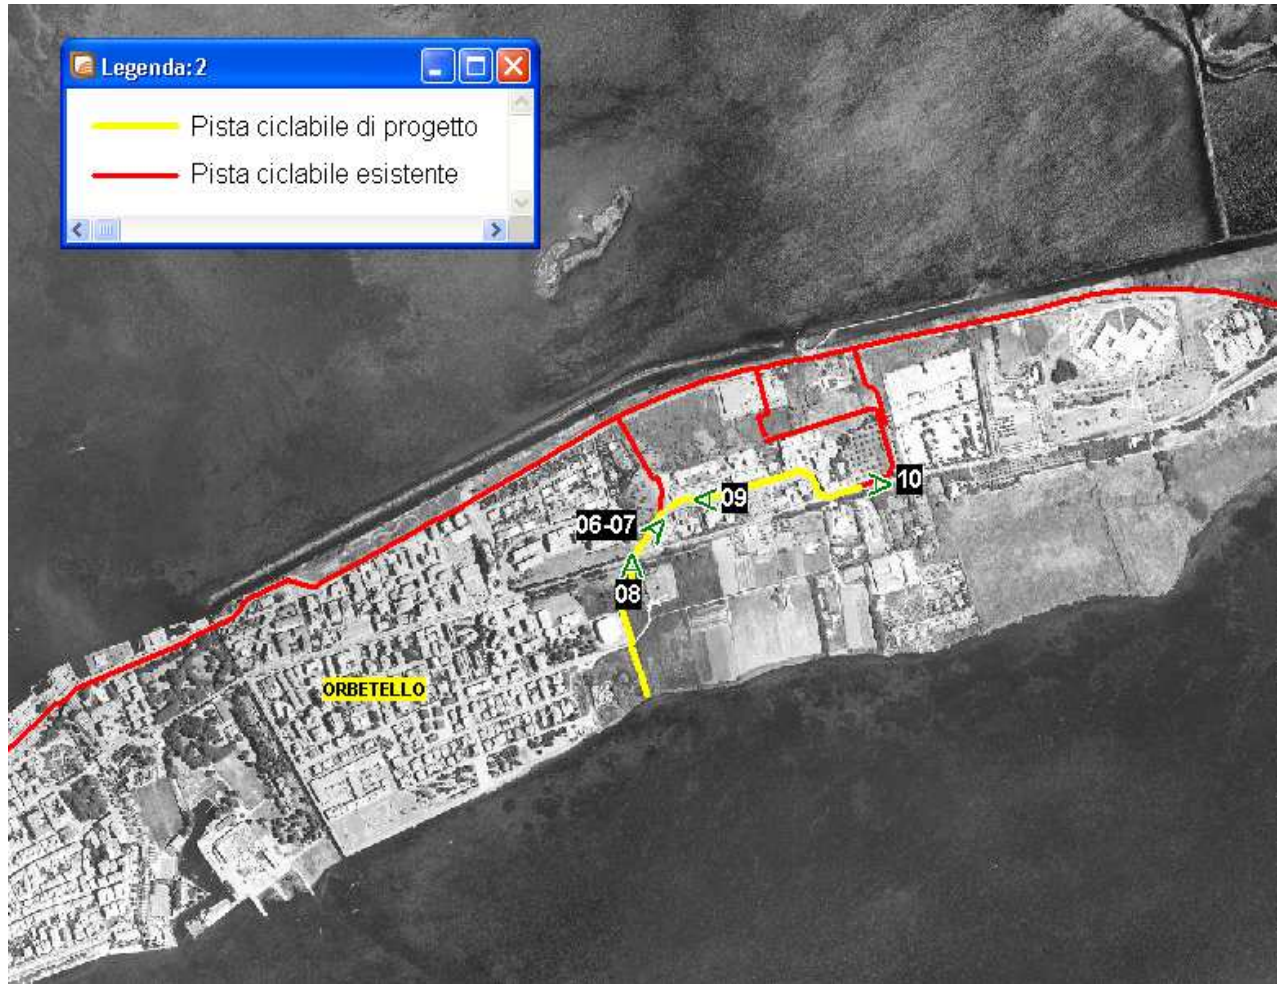 Legenda:2
Pista ciclabile di progetto
Pista ciclabile esistente
10
09
06-07
08
ORBETELLO